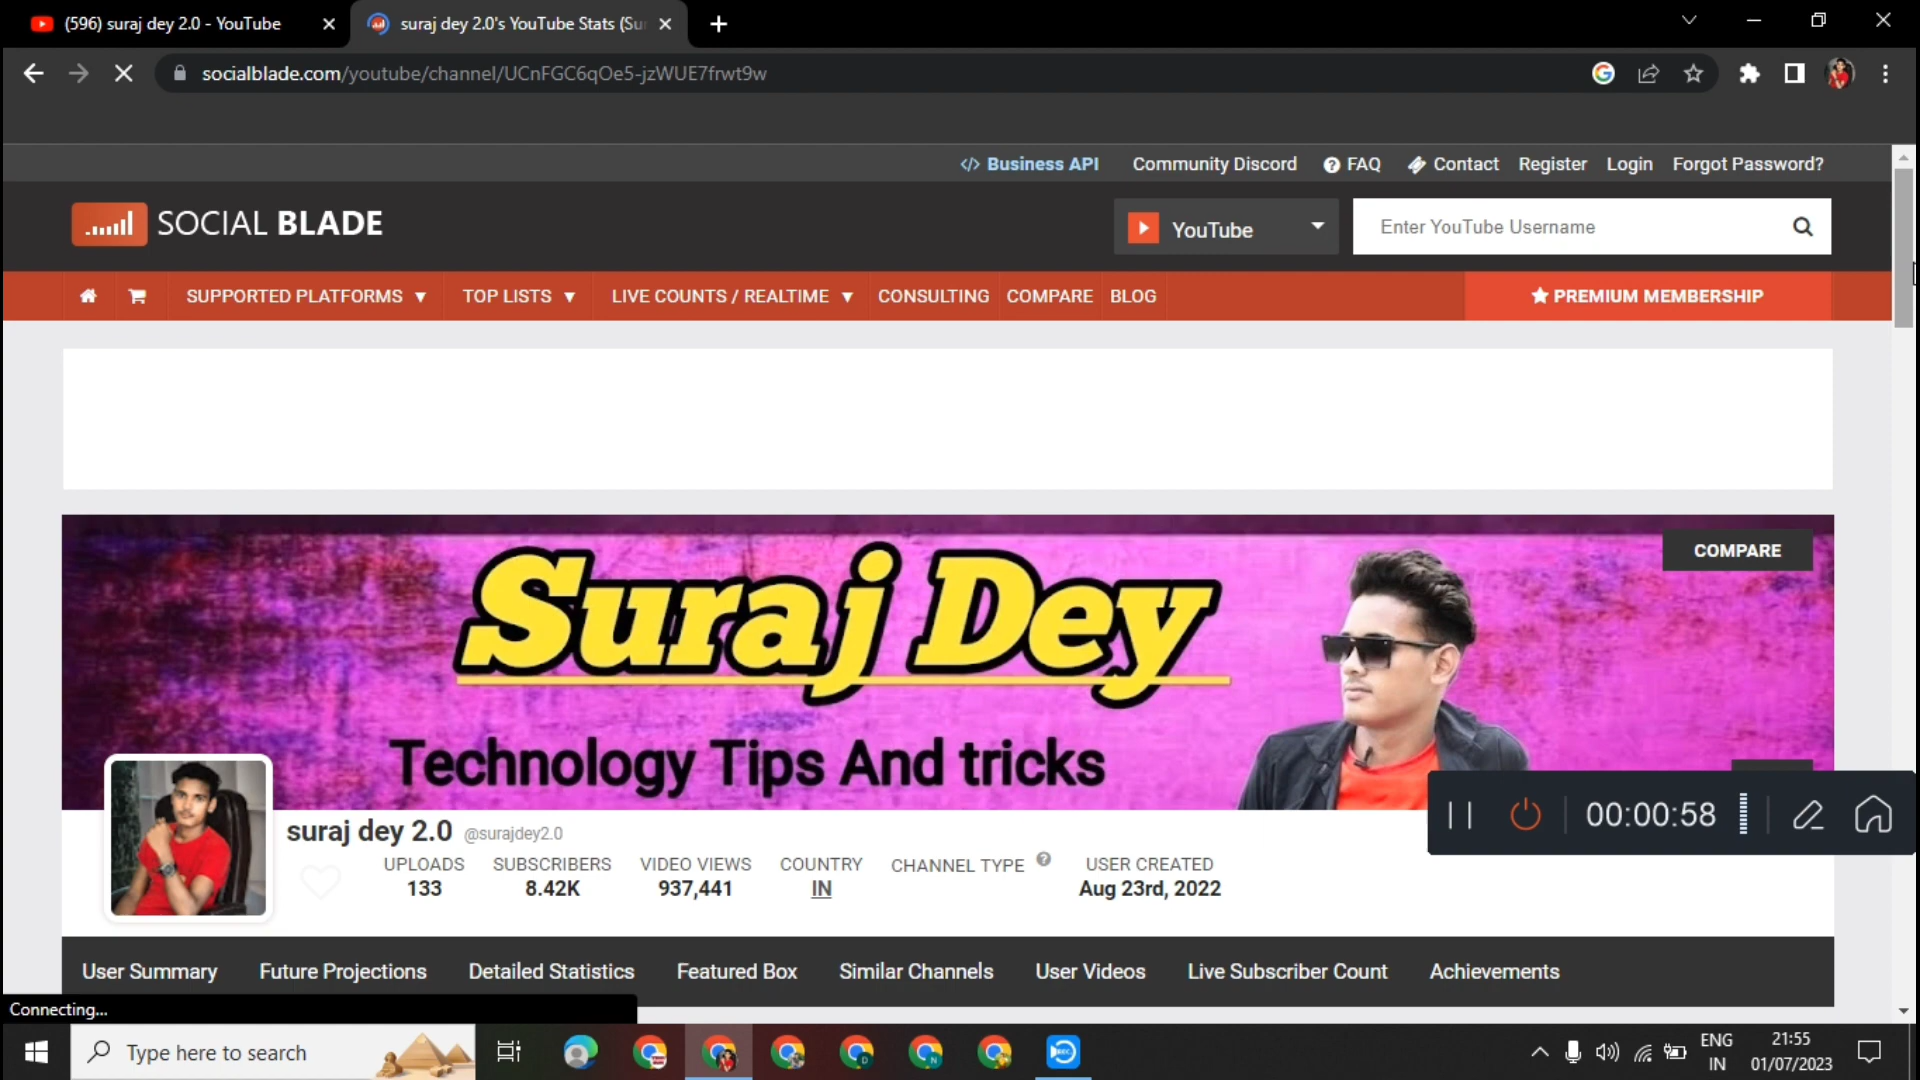 (596) suraj dey 2.0 - YouTube
suraj dey 2.0's YouTube Stats (Su
socialblade.com/youtube/channel/UCnFGC6qOe5-jzWUE7frwt9w
</> Business API Community Discord FAQ Contact Register Login Forgot Password?
SOCIAL BLADE
YouTube
Enter YouTube Username
SUPPORTED PLATFORMS TOP LISTS LIVE COUNTS / REALTIME CONSULTING COMPARE BLOG PREMIUM MEMBERSHIP
COMPARE
Suraj Dey
Technology Tips And tricks
suraj dey 2.0 @surajdey2.0
UPLOADS SUBSCRIBERS VIDEO VIEWS COUNTRY CHANNEL TYPE USER CREATED
133 8.42K 937,441 IN Aug 23rd, 2022
00:00:58
User Summary Future Projections Detailed Statistics Featured Box Similar Channels User Videos Live Subscriber Count Achievements
Connecting...
Type here to search
ENG
IN
21:55
01/07/2023